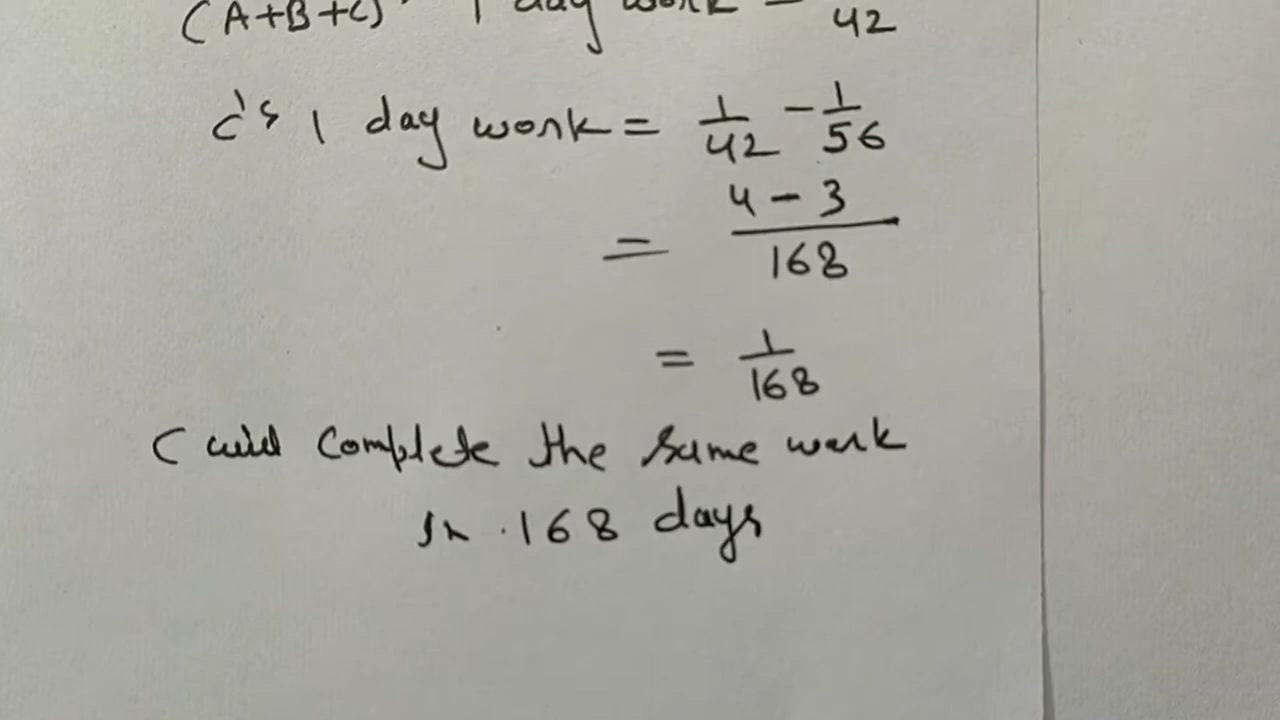 (A+B+C)' 1 day work = 42
C's 1 day work = 1/42 - 1/56
= 4 - 3 / 168
= 1/168
C will complete the same work
in 168 days